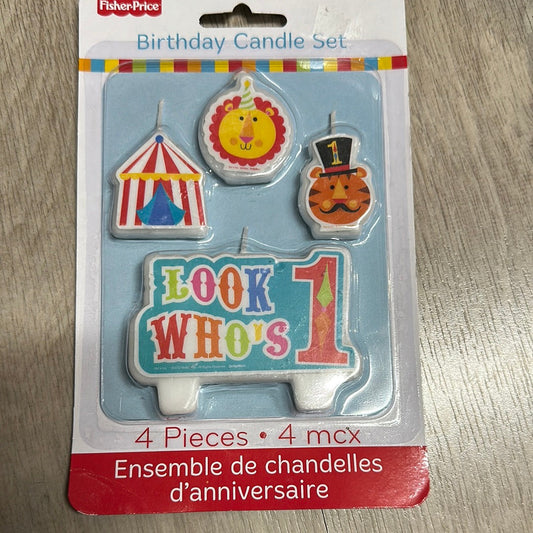 Fisher-Price
Birthday Candle Set
1
LOOK
WHO'S 1
4 Pieces • 4 mcx
Ensemble de chandelles
d'anniversaire